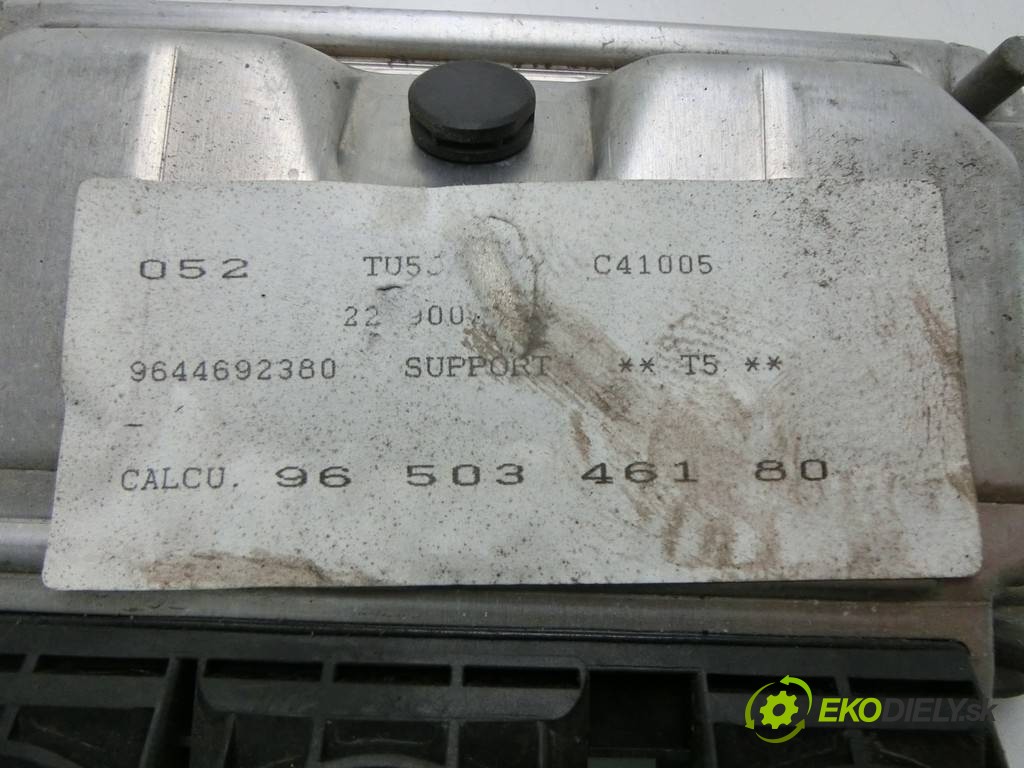 052 C41005
9644692380 SUPPORT ** T5 **
-
CALCU. 96 503 461 80
EKODIELY.sk